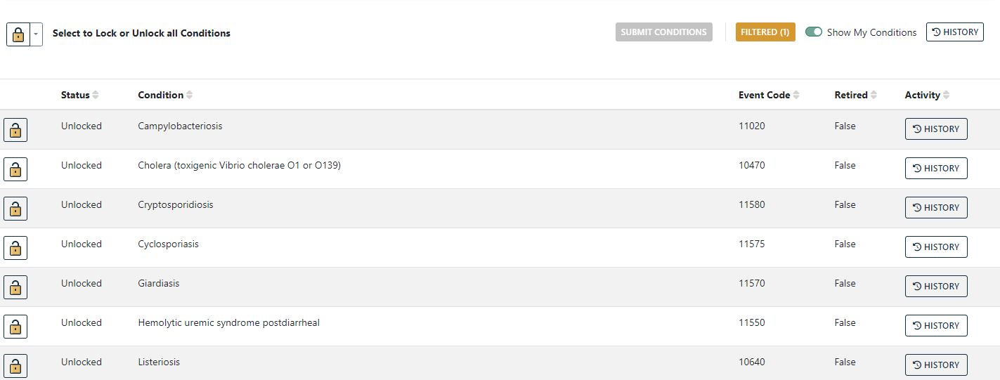 Select to Lock or Unlock all Conditions SUBMIT CONDITIONS FILTERED (1) Show My Conditions HISTORY
Status Condition Event Code Retired Activity
Unlocked Campylobacteriosis 11020 False HISTORY
Unlocked Cholera (toxigenic Vibrio cholerae O1 or O139) 10470 False HISTORY
Unlocked Cryptosporidiosis 11580 False HISTORY
Unlocked Cyclosporiasis 11575 False HISTORY
Unlocked Giardiasis 11570 False HISTORY
Unlocked Hemolytic uremic syndrome postdiarrheal 11550 False HISTORY
Unlocked Listeriosis 10640 False HISTORY